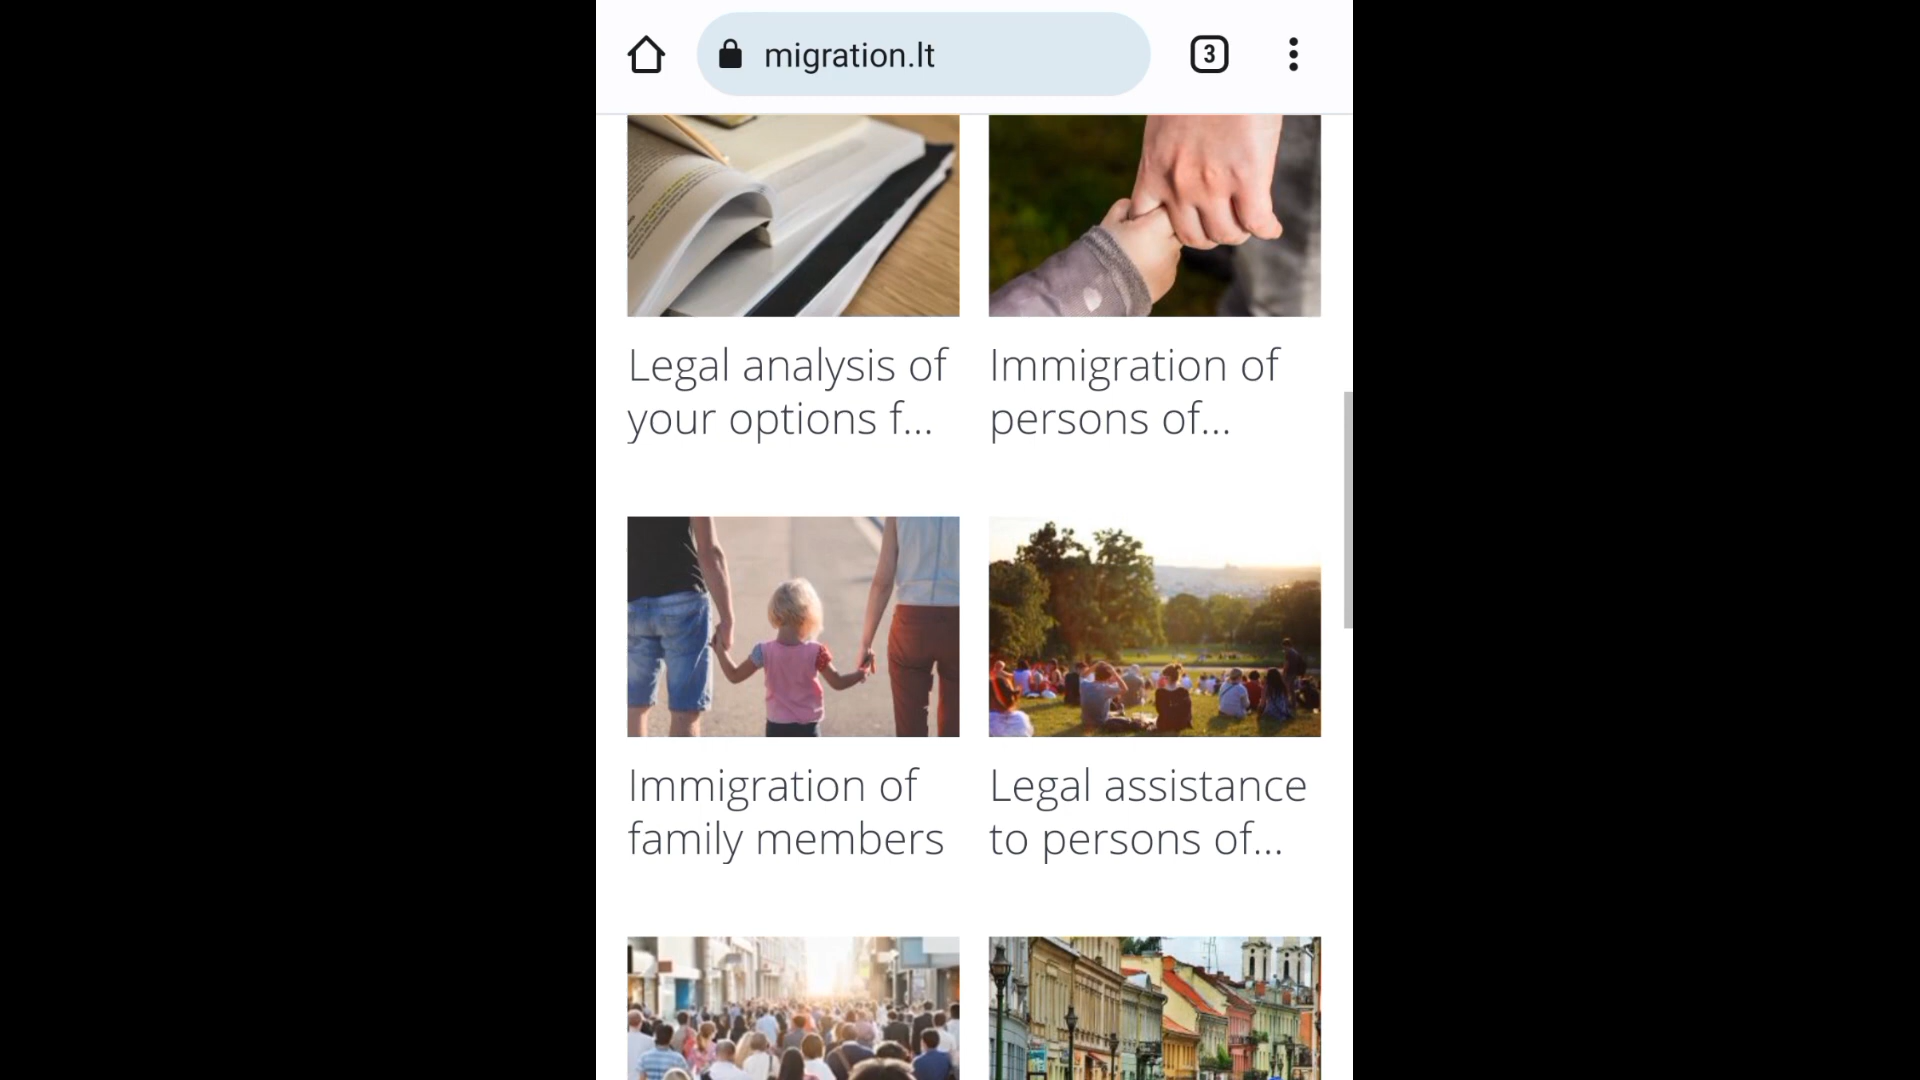 migration.lt
3
Legal analysis of
your options f...
Immigration of
persons of...
Immigration of
family members
Legal assistance
to persons of...